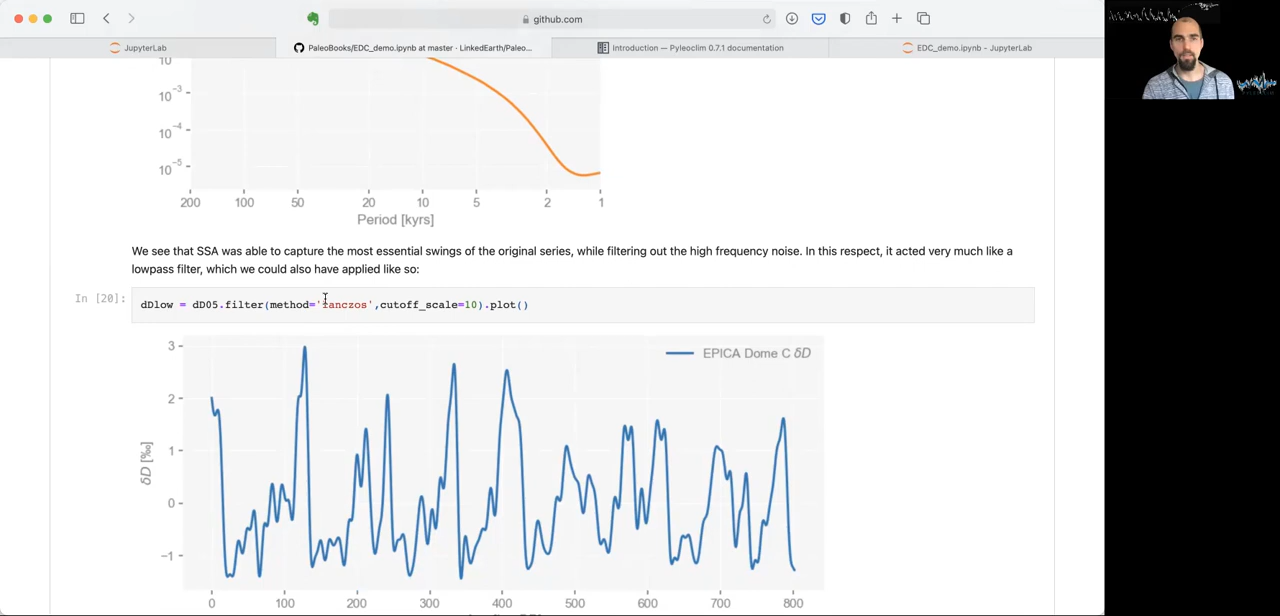 github.com
JupyterLab
PaleoBooks/EDC_demo.ipynb at master · LinkedEarth/Paleo...
Introduction — Pyleoclim 0.7.1 documentation
EDC_demo.ipynb - JupyterLab
10
10-3
10-4
10-5
200 100 50 20 10 5 2 1
Period [kyrs]
We see that SSA was able to capture the most essential swings of the original series, while filtering out the high frequency noise. In this respect, it acted very much like a
lowpass filter, which we could also have applied like so:
In [20]: dDlow = dD05.filter(method='lanczos',cutoff_scale=10).plot()
EPICA Dome C δD
3
2
1
0
−1
δD [‰]
0 100 200 300 400 500 600 700 800